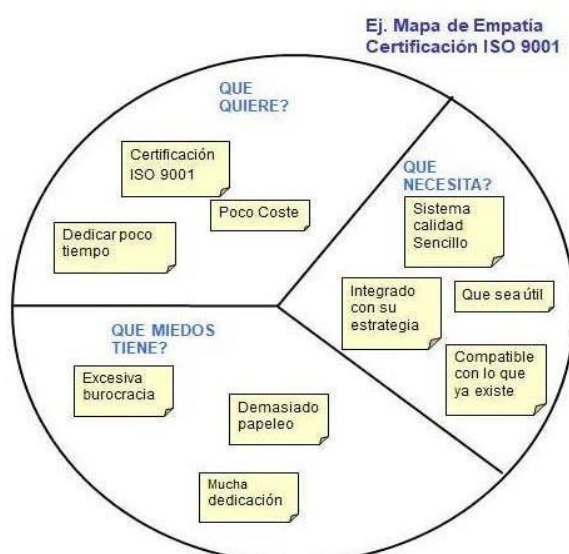 Ej. Mapa de Empatía
Certificación ISO 9001
QUE
QUIERE?
Certificación
ISO 9001
Poco Coste
Dedicar poco
tiempo
QUE
NECESITA?
Sistema
calidad
Sencillo
Integrado
con su
estrategia
Que sea útil
Compatible
con lo que
ya existe
QUE MIEDOS
TIENE?
Excesiva
burocracia
Demasiado
papeleo
Mucha
dedicación